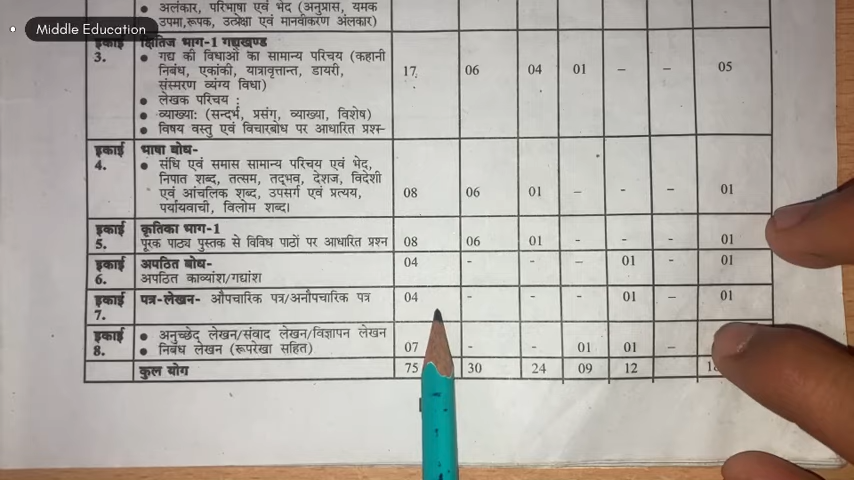 Middle Education
अलंकार, परिभाषा एवं भेद (अनुप्रास, यमक
उपमा,रूपक, उत्प्रेक्षा एवं मानवीकरण अंलकार)
इकाई 3. क्षितिज भाग-1 गद्यखण्ड
● गद्य की विधाओं का सामान्य परिचय (कहानी
निबंध, एकांकी, यात्रावृत्तान्त, डायरी, 17 06 04 01 – – 05
संस्मरण व्यंग्य विधा)
● लेखक परिचय :
● व्याख्या: (सन्दर्भ, प्रसंग, व्याख्या, विशेष)
● विषय वस्तु एवं विचारबोध पर आधारित प्रश्न
इकाई 4. भाषा बोध-
● संधि एवं समास सामान्य परिचय एवं भेद,
निपात शब्द, तत्सम, तद्भव, देशज, विदेशी
एवं आंचलिक शब्द, उपसर्ग एवं प्रत्यय, 08 06 01 – - - 01
पर्यायवाची, विलोम शब्द।
इकाई 5. कृतिका भाग-1
पूरक पाठ्य पुस्तक से विविध पाठों पर आधारित प्रश्न 08 06 01 - - - 01
इकाई 6. अपठित बोध- 04 - - – 01 - 01
अपठित काव्यांश/गद्यांश
इकाई 7. पत्र-लेखन- औपचारिक पत्र/अनौपचारिक पत्र 04 - - - 01 – 01
इकाई 8. ● अनुच्छेद लेखन/संवाद लेखन/विज्ञापन लेखन
● निबंध लेखन (रूपरेखा सहित) 07 - - 01 01 –
कुल योग 75 30 24 09 12